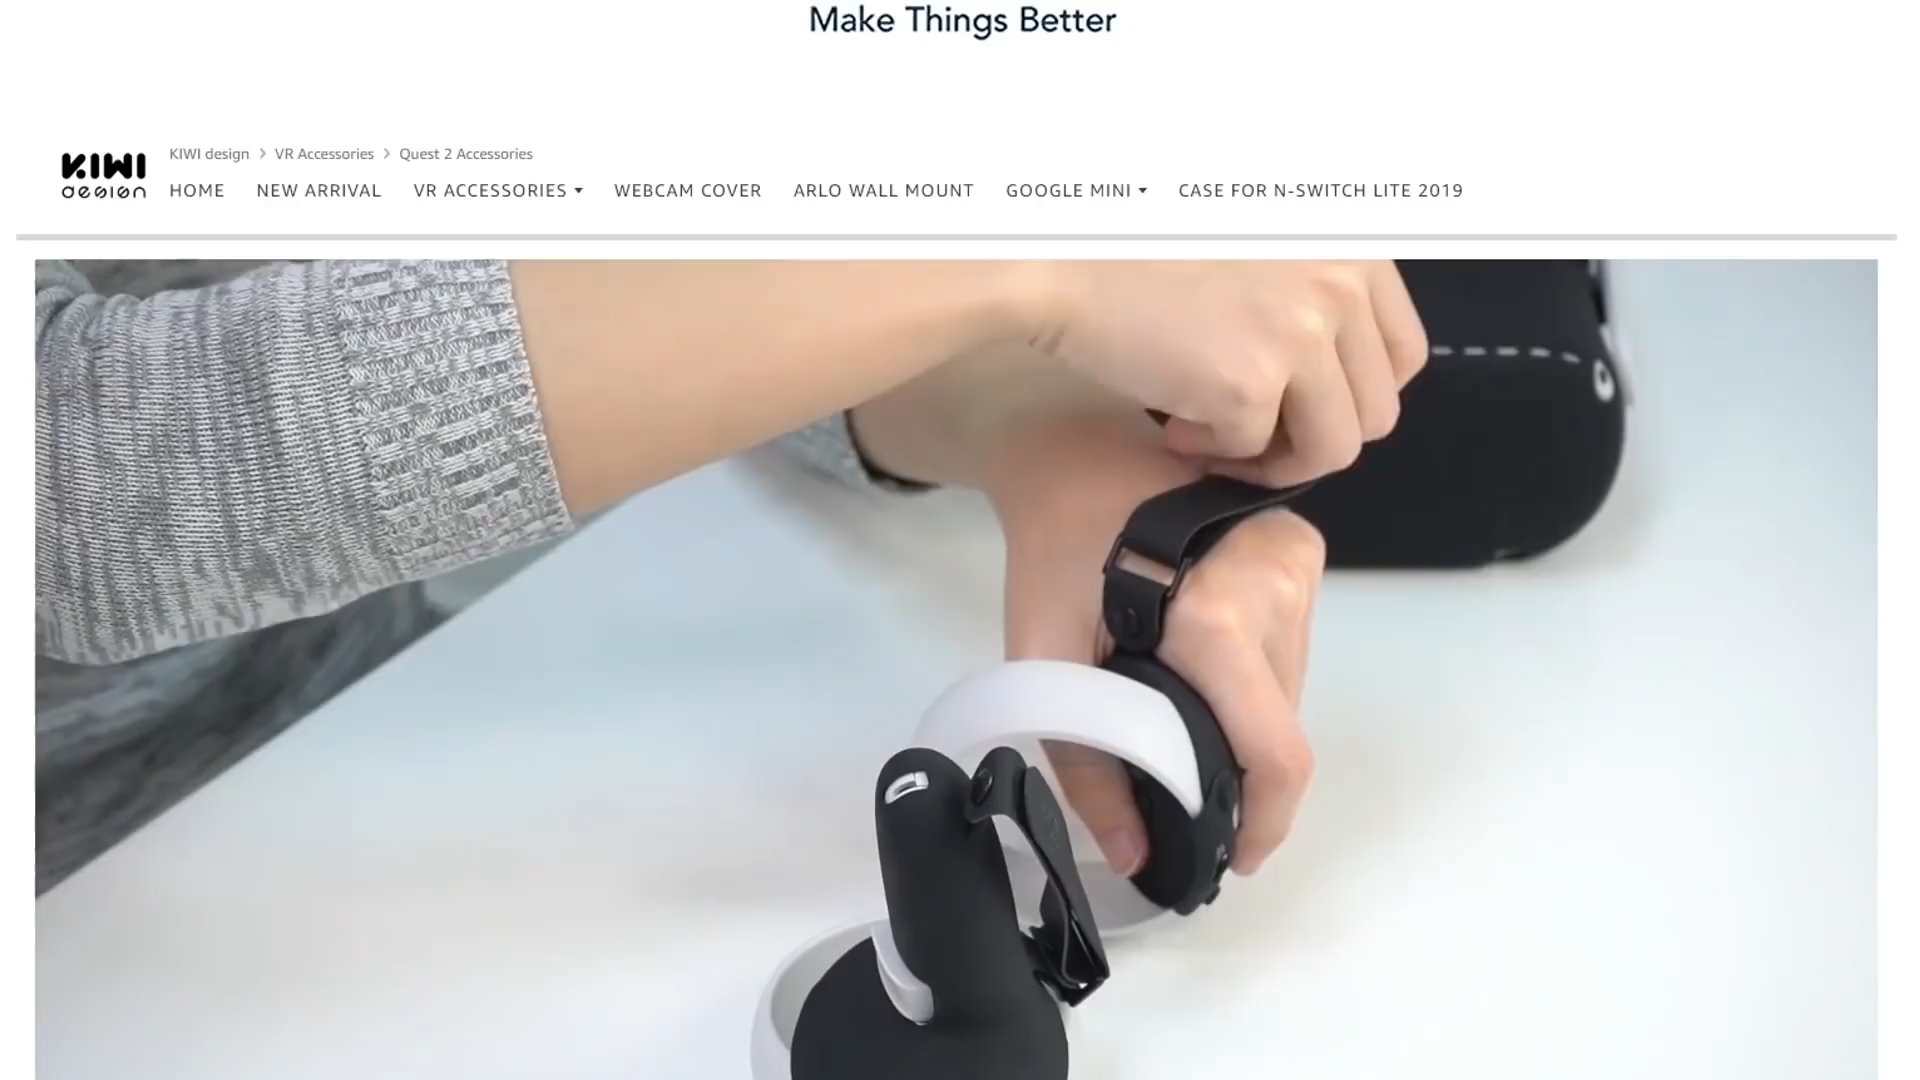 Make Things Better
KIWI design
KIWI design > VR Accessories > Quest 2 Accessories
HOME NEW ARRIVAL VR ACCESSORIES WEBCAM COVER ARLO WALL MOUNT GOOGLE MINI CASE FOR N-SWITCH LITE 2019